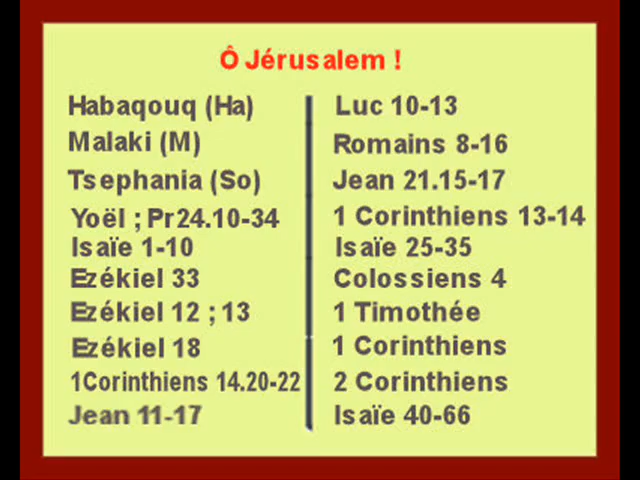 Ô Jérusalem !
Habaqouq (Ha)
Malaki (M)
Tsephania (So)
Yoël ; Pr24.10-34
Isaïe 1-10
Ezékiel 33
Ezékiel 12 ; 13
Ezékiel 18
1Corinthiens 14.20-22
Jean 11-17
Luc 10-13
Romains 8-16
Jean 21.15-17
1 Corinthiens 13-14
Isaïe 25-35
Colossiens 4
1 Timothée
1 Corinthiens
2 Corinthiens
Isaïe 40-66